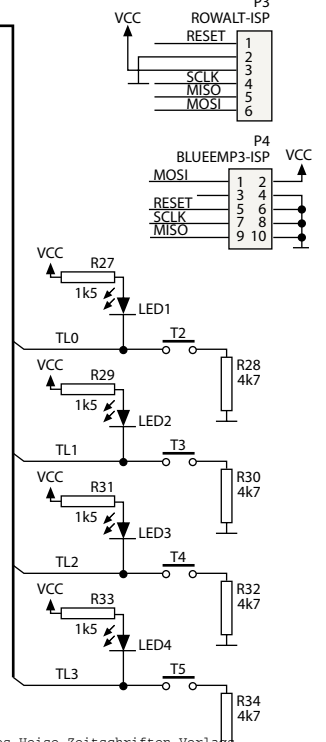 P3
VCC
ROWALT-ISP
RESET
1
2
3
SCLK
4
MISO
5
MOSI
6
P4
BLUEEMP3-ISP
VCC
MOSI
1 2
3 4
RESET
5 6
SCLK
7 8
MISO
9 10
VCC
R27
1k5
LED1
TL0
T2
R28
4k7
VCC
R29
1k5
LED2
TL1
T3
R30
4k7
VCC
R31
1k5
LED3
TL2
T4
R32
4k7
VCC
R33
1k5
LED4
TL3
T5
R34
4k7
Heise Zeitschriften Verlags